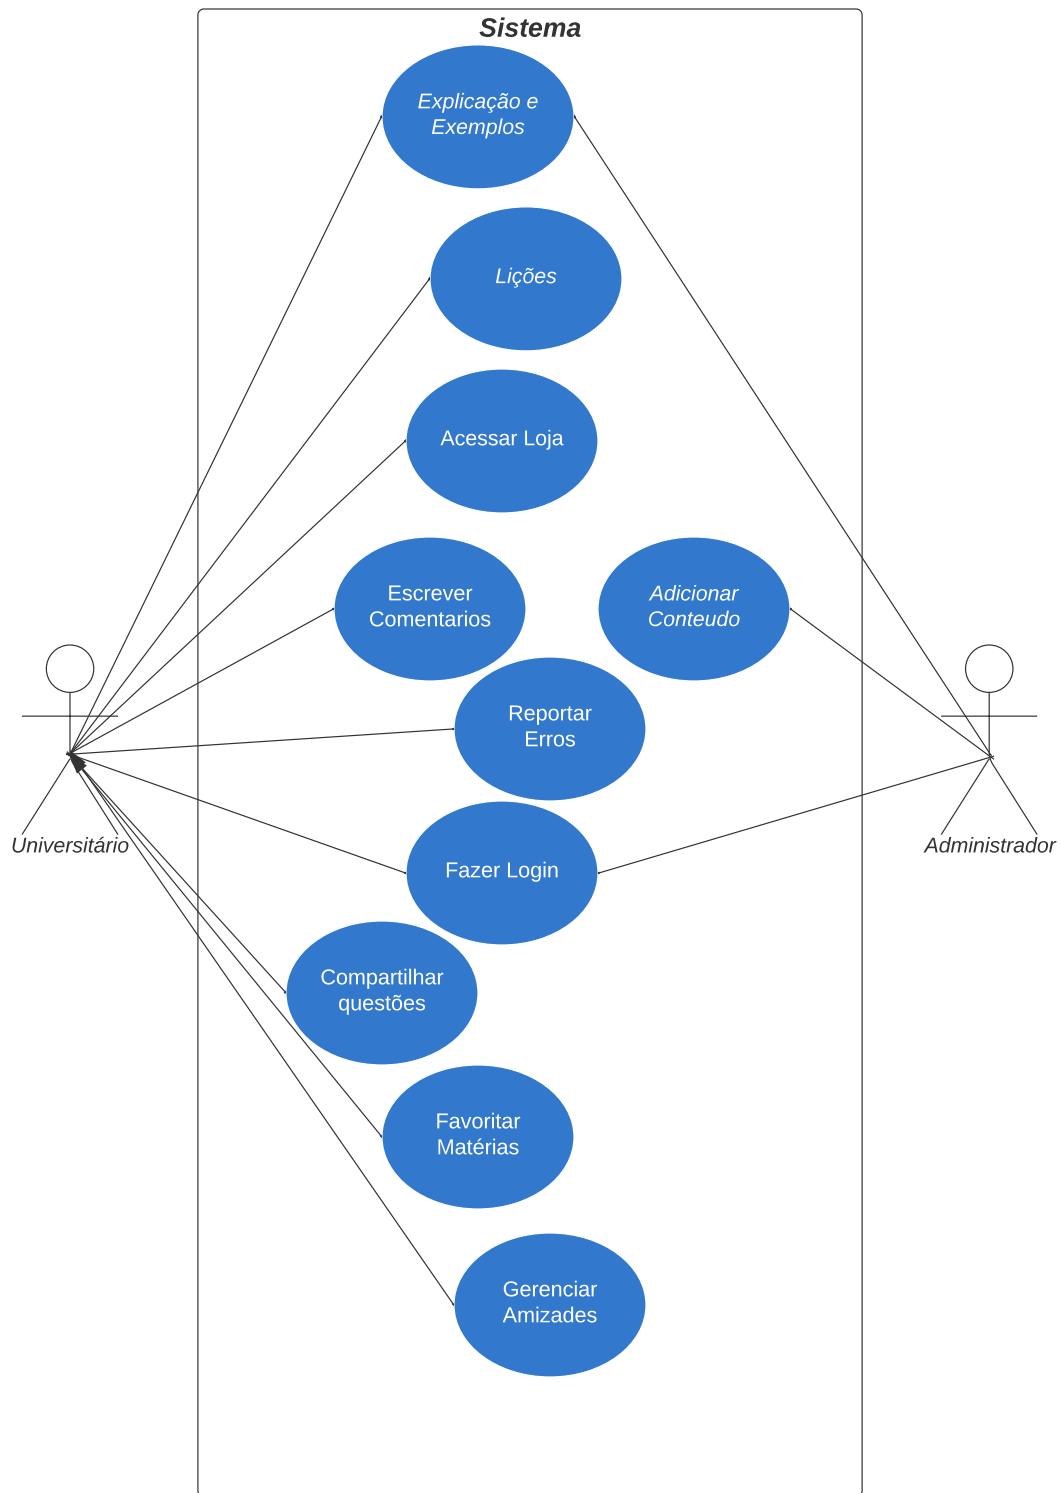 Sistema
Explicação e
Exemplos
Lições
Acessar Loja
Escrever
Comentarios
Adicionar
Conteudo
Reportar
Erros
Universitário
Administrador
Fazer Login
Compartilhar
questões
Favoritar
Matérias
Gerenciar
Amizades